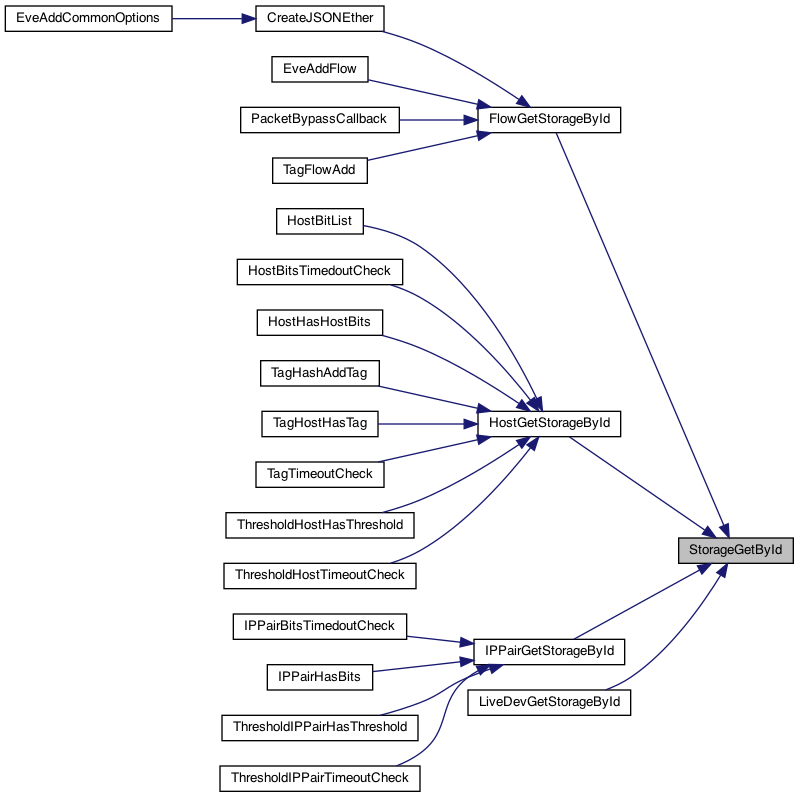 EveAddCommonOptions
CreateJSONEther
EveAddFlow
PacketBypassCallback
FlowGetStorageById
TagFlowAdd
HostBitList
HostBitsTimedoutCheck
HostHasHostBits
TagHashAddTag
TagHostHasTag
HostGetStorageById
TagTimeoutCheck
ThresholdHostHasThreshold
StorageGetById
ThresholdHostTimeoutCheck
IPPairBitsTimedoutCheck
IPPairGetStorageById
IPPairHasBits
LiveDevGetStorageById
ThresholdIPPairHasThreshold
ThresholdIPPairTimeoutCheck